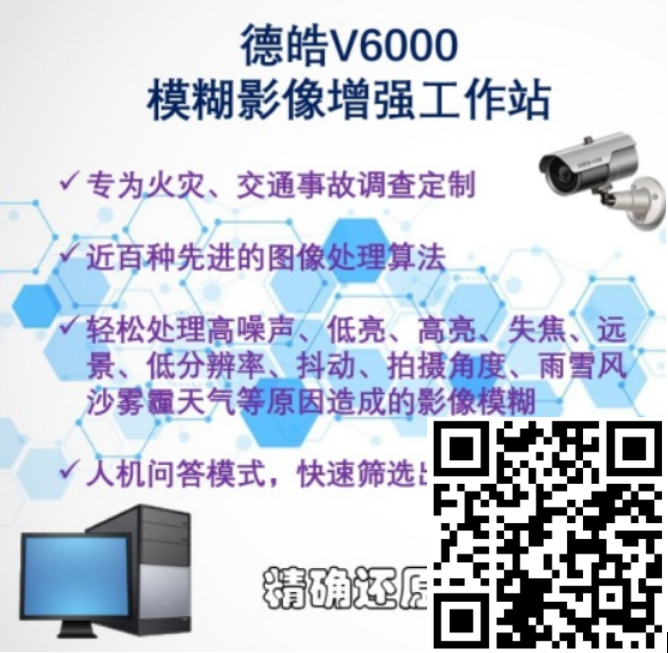 德皓V6000
模糊影像增强工作站
✓专为火灾、交通事故调查定制
✓近百种先进的图像处理算法
✓轻松处理高噪声、低亮、高亮、失焦、远
景、低分辨率、抖动、拍摄角度、雨雪风
沙雾霾天气等原因造成的影像模糊
✓人机问答模式，快速筛选
精确还原